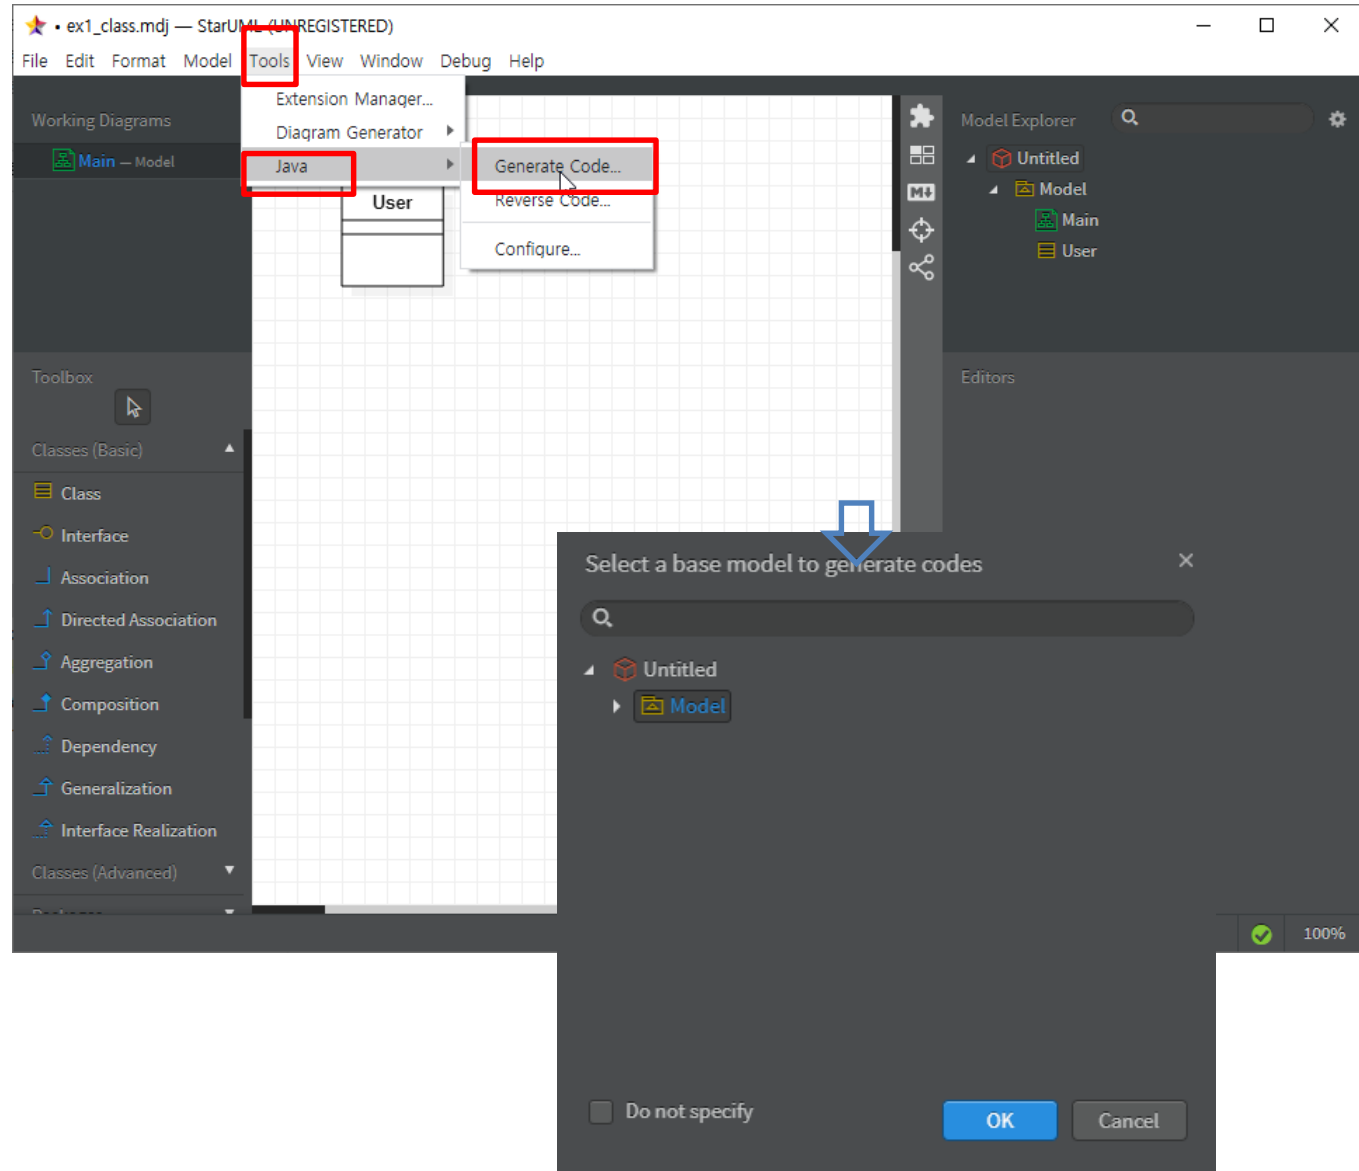 • ex1_class.mdj — StarUML (UNREGISTERED)
File Edit Format Model Tools View Window Debug Help
Extension Manager...
Diagram Generator
Java
Generate Code...
Reverse Code...
Configure...
Working Diagrams
Main — Model
User
M
Model Explorer
Untitled
Model
Main
User
Toolbox
Editors
Classes (Basic)
Class
Interface
Association
Directed Association
Aggregation
Composition
Dependency
Generalization
Interface Realization
Classes (Advanced)
Packages
100%
Select a base model to generate codes
Untitled
Model
Do not specify
OK
Cancel